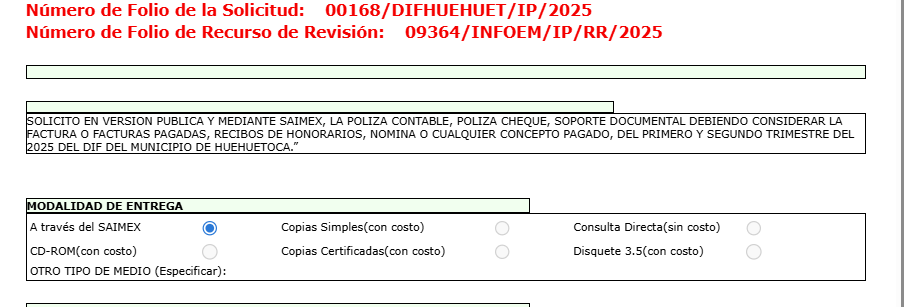 Número de Folio de la Solicitud: 00168/DIFHUEHUET/IP/2025
Número de Folio de Recurso de Revisión: 09364/INFOEM/IP/RR/2025
SOLICITO EN VERSION PUBLICA Y MEDIANTE SAIMEX, LA POLIZA CONTABLE, POLIZA CHEQUE, SOPORTE DOCUMENTAL DEBIENDO CONSIDERAR LA
FACTURA O FACTURAS PAGADAS, RECIBOS DE HONORARIOS, NOMINA O CUALQUIER CONCEPTO PAGADO, DEL PRIMERO Y SEGUNDO TRIMESTRE DEL
2025 DEL DIF DEL MUNICIPIO DE HUEHUETOCA.”
MODALIDAD DE ENTREGA
A través del SAIMEX Copias Simples(con costo) Consulta Directa(sin costo)
CD-ROM(con costo) Copias Certificadas(con costo) Disquete 3.5(con costo)
OTRO TIPO DE MEDIO (Especificar):